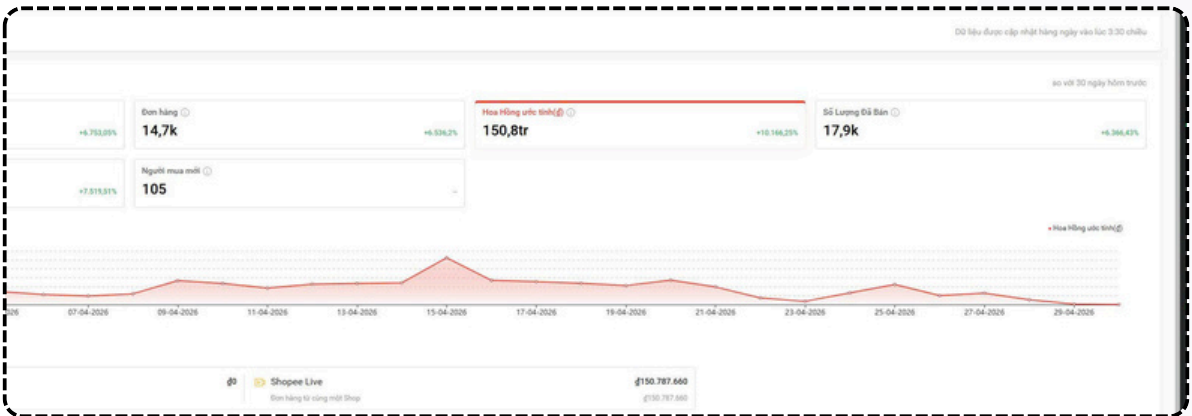 Dữ liệu được cập nhật hàng ngày vào lúc 3:30 chiều
so với 30 ngày hôm trước
+6.753,05%
Đơn hàng
14,7k
+6.536,2%
Hoa Hồng ước tính(₫)
150,8tr
+10.166,25%
Số Lượng Đã Bán
17,9k
+6.366,43%
+7.519,51%
Người mua mới
105
--
Hoa Hồng ước tính(₫)
026 07-04-2026 09-04-2026 11-04-2026 13-04-2026 15-04-2026 17-04-2026 19-04-2026 21-04-2026 23-04-2026 25-04-2026 27-04-2026 29-04-2026
₫0
Shopee Live
₫150.787.660
Đơn hàng từ cùng một Shop
₫150.787.660